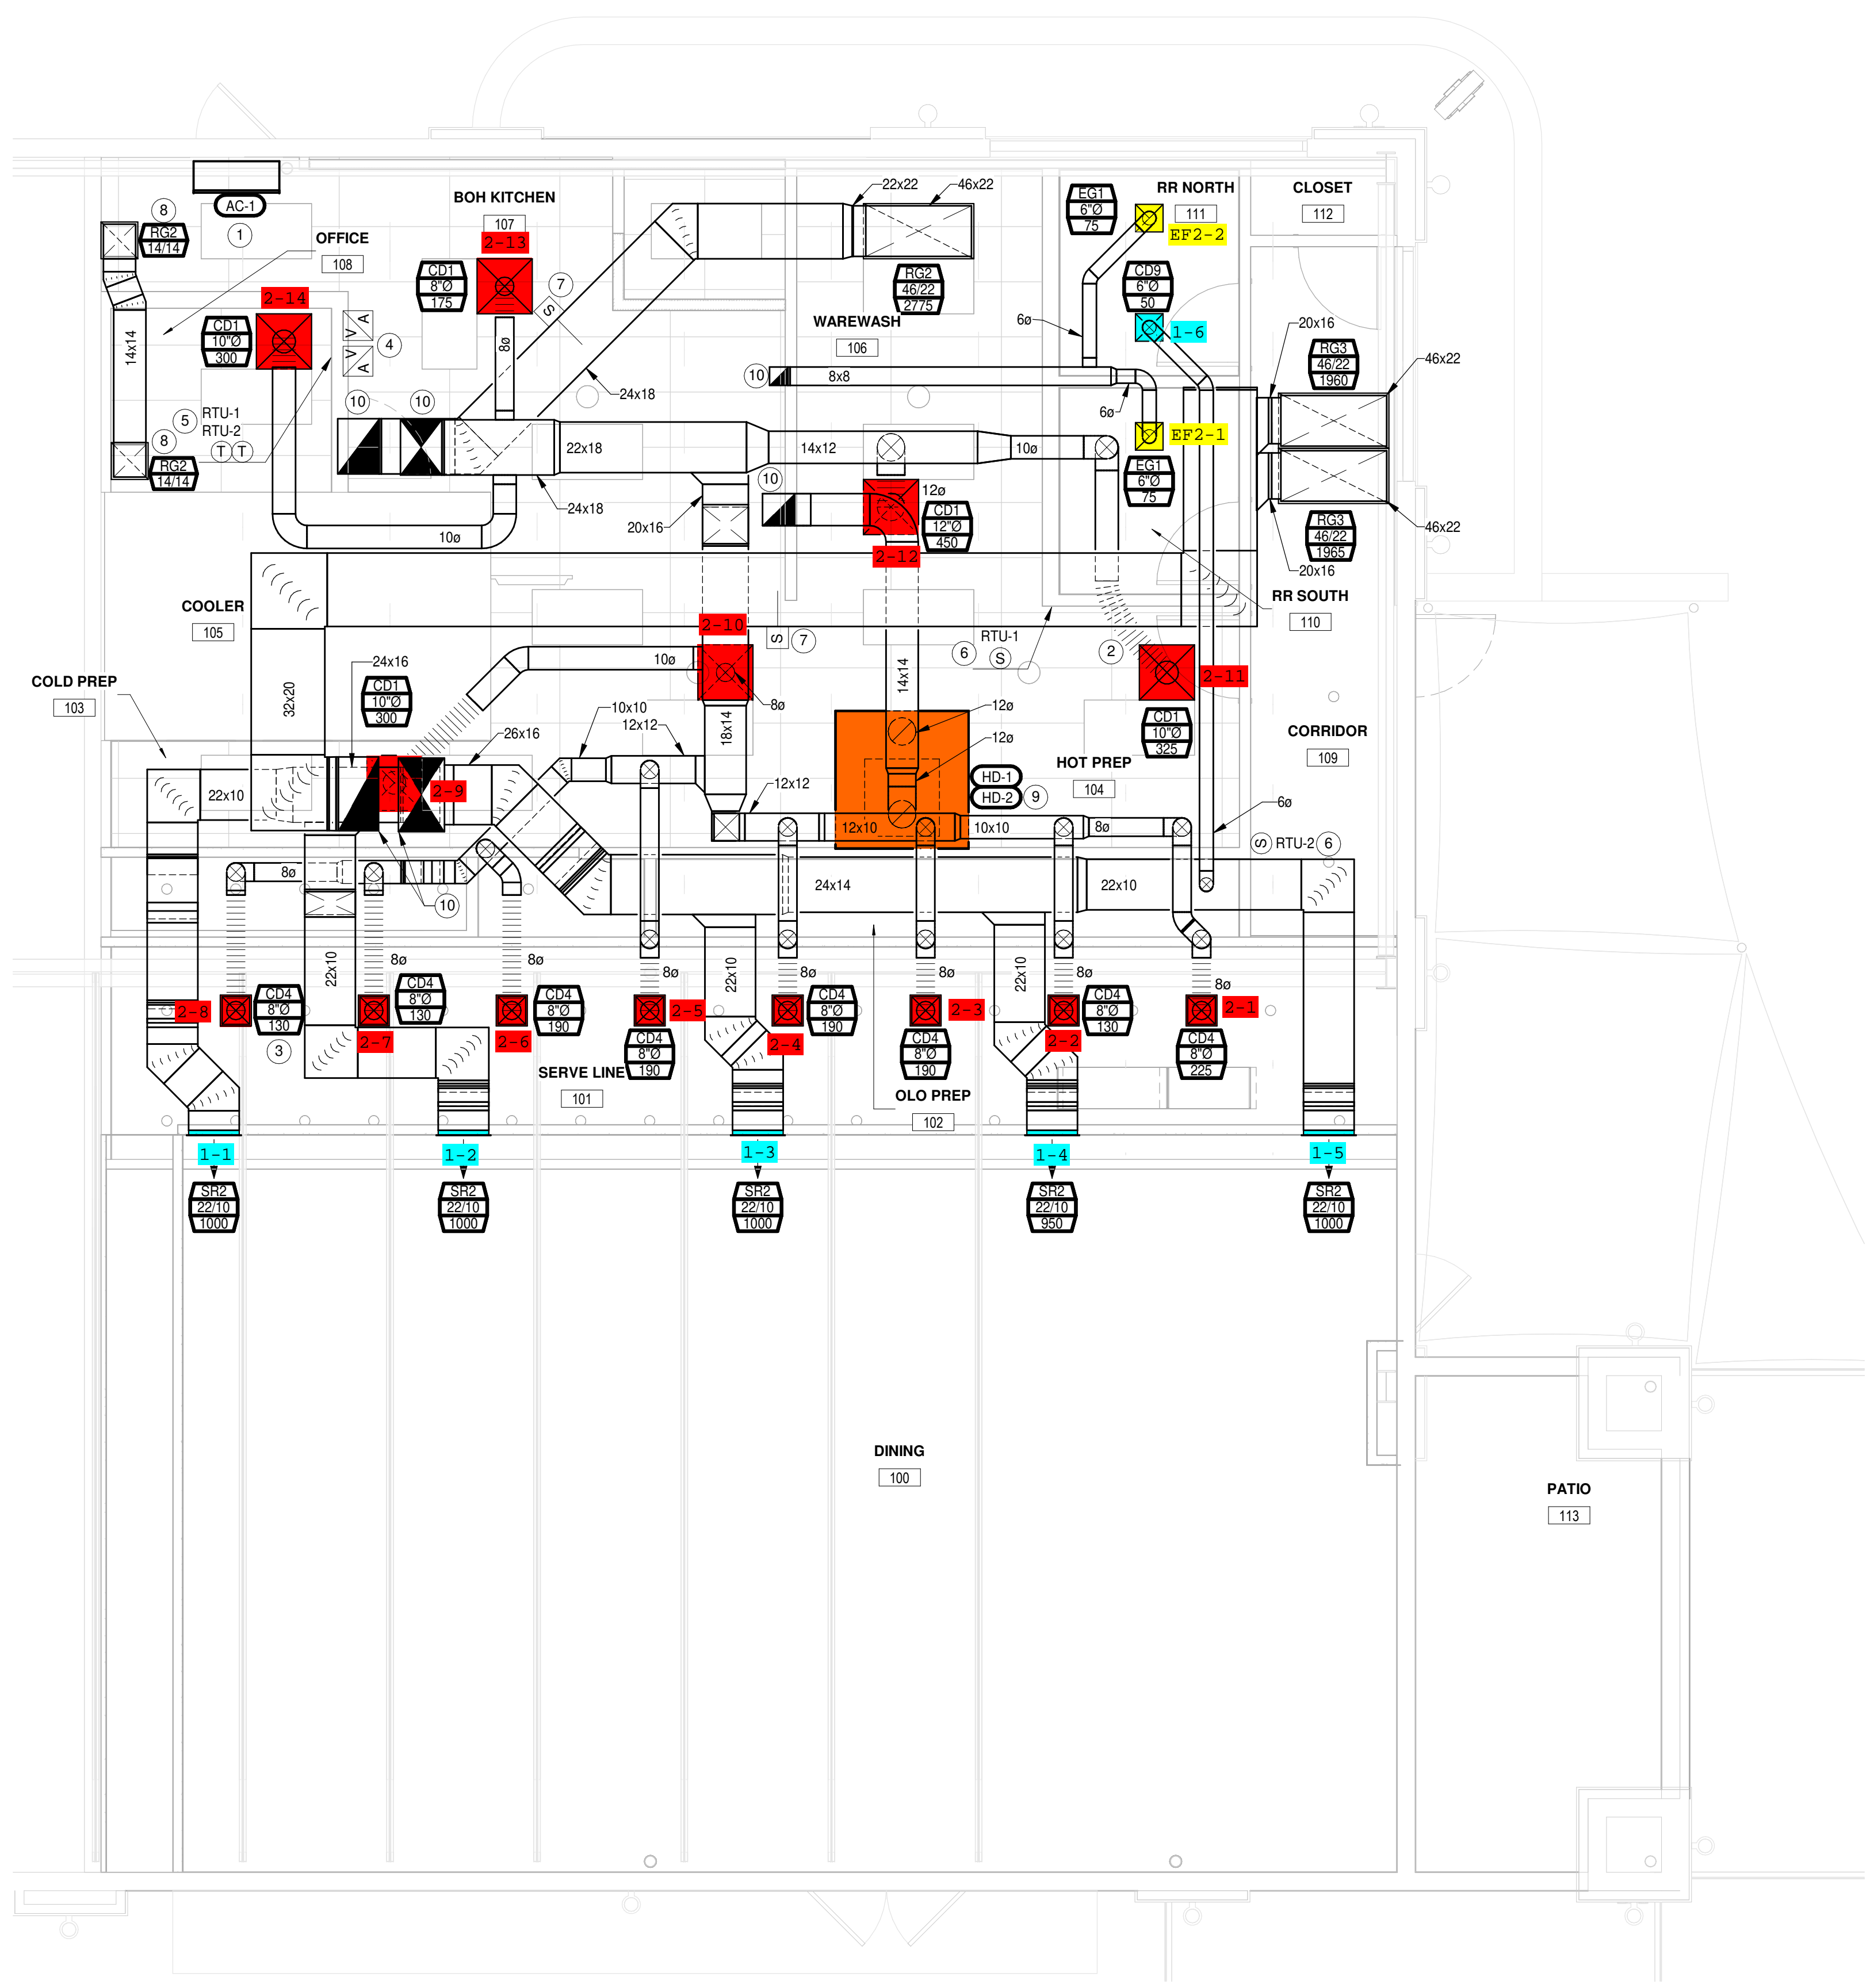 AC-1
1
8
RG2
14/14
OFFICE
108
14x14
BOH KITCHEN
107
2-13
CD1
8"Ø
175
7
S
22x22
46x22
RG2
46/22
2775
EG1
6"Ø
75
RR NORTH
111
EF2-2
CLOSET
112
2-14
CD1
10"Ø
300
V A
A V
4
8ø
WAREWASH
106
6ø
CD9
6"Ø
50
1-6
20x16
RG3
46/22
1960
46x22
10
8x8
24x18
10
10
5
RTU-1
RTU-2
T T
8
RG2
14/14
22x18
14x12
10ø
6ø
EF2-1
EG1
6"Ø
75
24x18
10ø
20x16
10
12ø
CD1
12"Ø
450
2-12
RG3
46/22
1965
46x22
20x16
COOLER
105
2-10
S
7
6
RTU-1
S
2
RR SOUTH
110
COLD PREP
103
24x16
CD1
10"Ø
300
32x20
10ø
8ø
14x14
2-11
CD1
10"Ø
325
CORRIDOR
109
26x16
10x10
12x12
18x14
12ø
12ø
HOT PREP
104
HD-1
HD-2
9
22x10
2-9
12x12
12x10
10x10
8ø
6ø
S
RTU-2
6
8ø
10
24x14
22x10
22x10
8ø
8ø
8ø
22x10
8ø
8ø
22x10
8ø
8ø
2-8
CD4
8"Ø
130
3
CD4
8"Ø
130
2-7
CD4
8"Ø
190
2-6
2-5
CD4
8"Ø
190
CD4
8"Ø
190
2-4
2-3
CD4
8"Ø
190
CD4
8"Ø
130
2-2
2-1
CD4
8"Ø
225
SERVE LINE
101
OLO PREP
102
1-1
1-2
1-3
1-4
1-5
SR2
22/10
1000
SR2
22/10
1000
SR2
22/10
1000
SR2
22/10
950
SR2
22/10
1000
DINING
100
PATIO
113